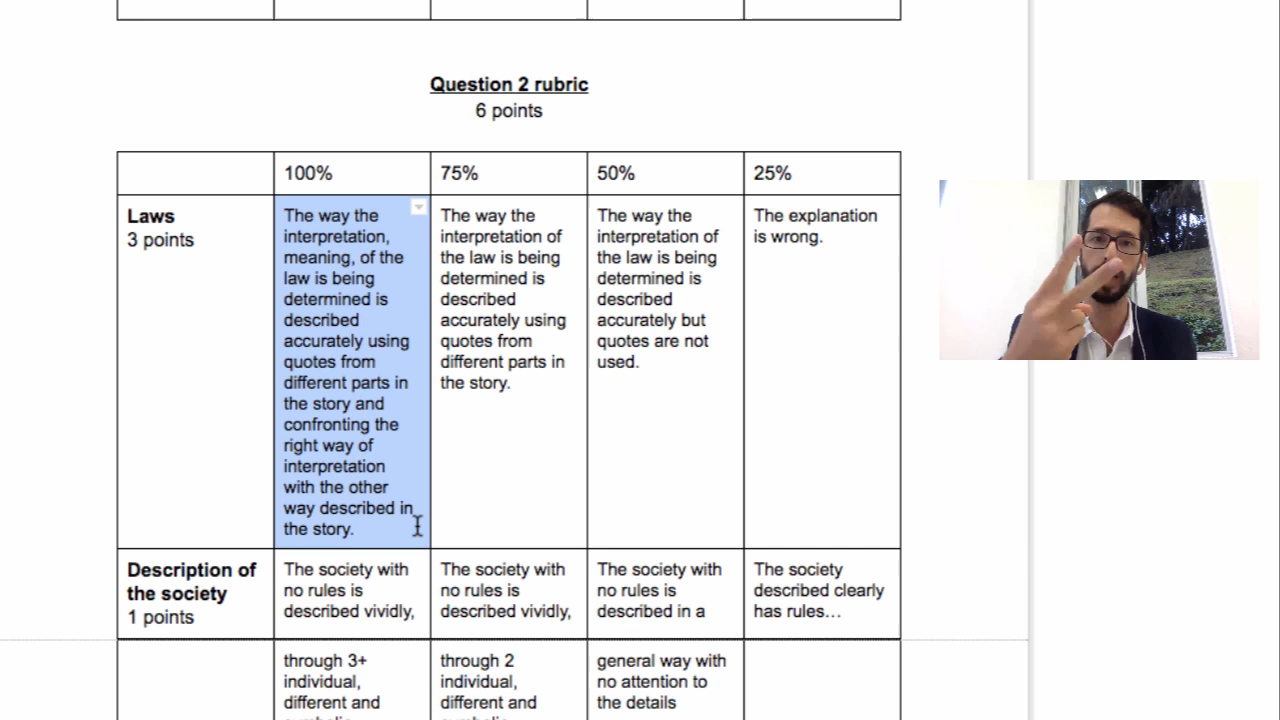 Question 2 rubric
6 points
100%
75%
50%
25%
Laws
3 points
The way the
interpretation,
meaning, of the
law is being
determined is
described
accurately using
quotes from
different parts in
the story and
confronting the
right way of
interpretation
with the other
way described in
the story.
The way the
interpretation of
the law is being
determined is
described
accurately using
quotes from
different parts in
the story.
The way the
interpretation of
the law is being
determined is
described
accurately but
quotes are not
used.
The explanation
is wrong.
Description of
the society
1 points
The society with
no rules is
described vividly,
The society with
no rules is
described vividly,
The society with
no rules is
described in a
The society
described clearly
has rules…
through 3+
individual,
different and
through 2
individual,
different and
general way with
no attention to
the details